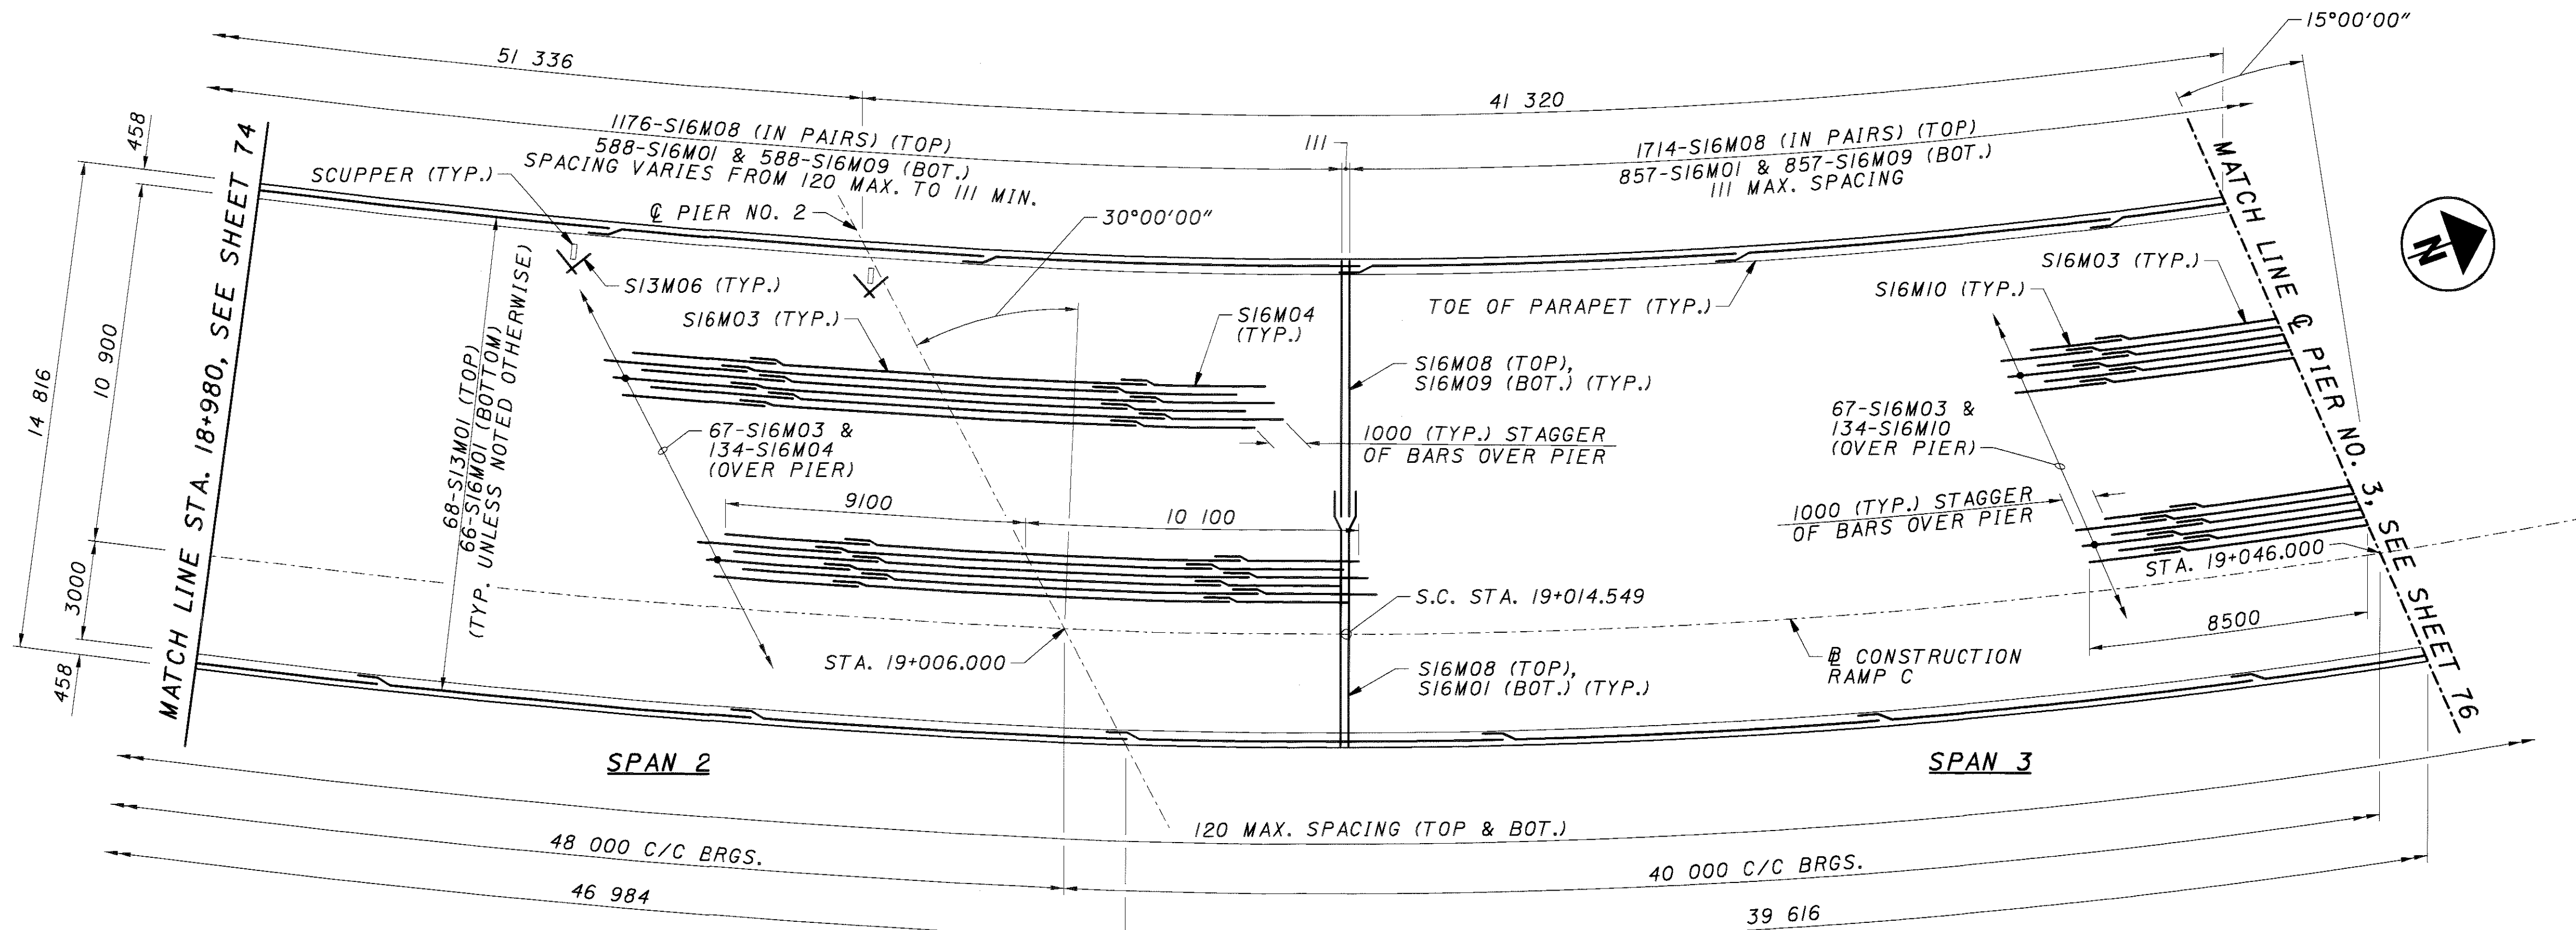 15°00'00"
51 336
41 320
1176-S16M08 (IN PAIRS) (TOP)
588-S16M01 & 588-S16M09 (BOT.)
SPACING VARIES FROM 120 MAX. TO 111 MIN.
111
1714-S16M08 (IN PAIRS) (TOP)
857-S16M01 & 857-S16M09 (BOT.)
111 MAX. SPACING
458
MATCH LINE STA. 18+980, SEE SHEET 74
SCUPPER (TYP.)
℄ PIER NO. 2
30°00'00"
MATCH LINE ℄ PIER NO. 3, SEE SHEET 76
N
S13M06 (TYP.)
S16M03 (TYP.)
S16M04
(TYP.)
TOE OF PARAPET (TYP.)
S16M10 (TYP.)
S16M03 (TYP.)
14 816
10 900
3000
458
68-S13M01 (TOP)
66-S16M01 (BOTTOM)
(TYP. UNLESS NOTED OTHERWISE)
S16M08 (TOP),
S16M09 (BOT.) (TYP.)
67-S16M03 &
134-S16M04
(OVER PIER)
1000 (TYP.) STAGGER
OF BARS OVER PIER
67-S16M03 &
134-S16M10
(OVER PIER)
9100
10 100
1000 (TYP.) STAGGER
OF BARS OVER PIER
STA. 19+046.000
S.C. STA. 19+014.549
8500
STA. 19+006.000
S16M08 (TOP),
S16M01 (BOT.) (TYP.)
BL CONSTRUCTION
RAMP C
SPAN 2
SPAN 3
120 MAX. SPACING (TOP & BOT.)
48 000 C/C BRGS.
40 000 C/C BRGS.
46 984
39 616